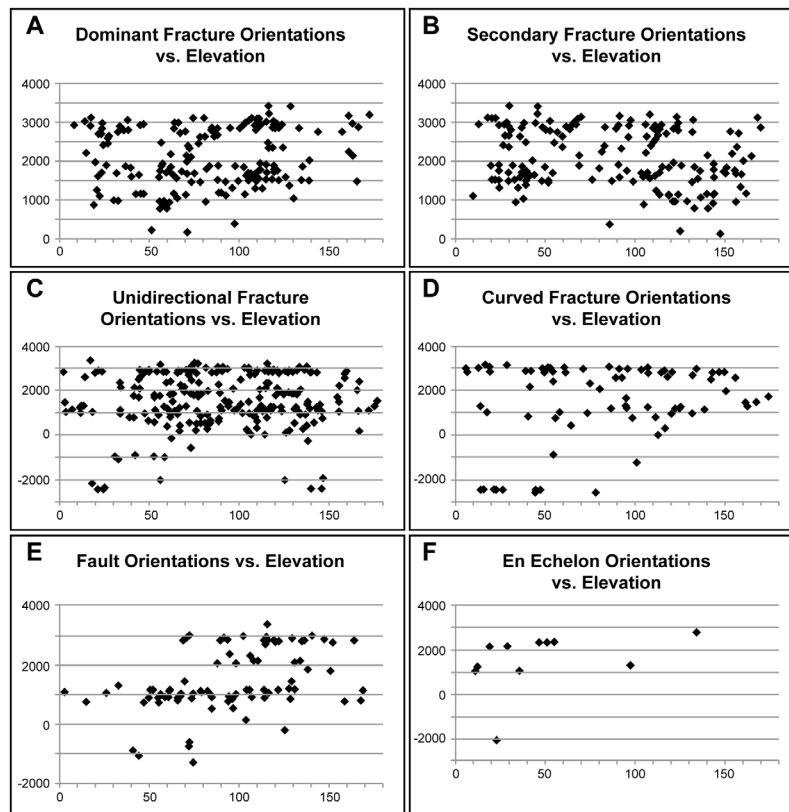 A
Dominant Fracture Orientations
vs. Elevation
4000
3000
2000
1000
0
0 50 100 150
B
Secondary Fracture Orientations
vs. Elevation
4000
3000
2000
1000
0
0 50 100 150
C
Unidirectional Fracture
Orientations vs. Elevation
4000
2000
0
-2000
0 50 100 150
D
Curved Fracture Orientations
vs. Elevation
4000
2000
0
-2000
0 50 100 150
E
Fault Orientations vs. Elevation
4000
2000
0
-2000
0 50 100 150
F
En Echelon Orientations
vs. Elevation
4000
2000
0
-2000
0 50 100 150